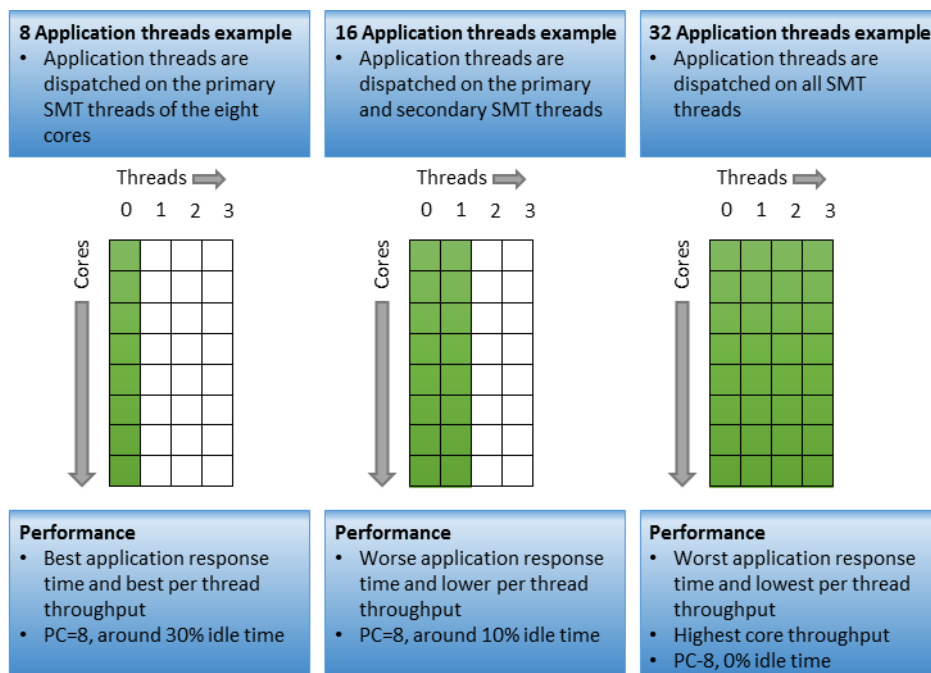 8 Application threads example
• Application threads are
dispatched on the primary
SMT threads of the eight
cores
16 Application threads example
• Application threads are
dispatched on the primary
and secondary SMT threads
32 Application threads example
• Application threads are
dispatched on all SMT
threads
Threads
0 1 2 3
Cores
Threads
0 1 2 3
Cores
Threads
0 1 2 3
Cores
Performance
• Best application response
time and best per thread
throughput
• PC=8, around 30% idle time
Performance
• Worse application response
time and lower per thread
throughput
• PC=8, around 10% idle time
Performance
• Worst application response
time and lowest per thread
throughput
• Highest core throughput
• PC-8, 0% idle time